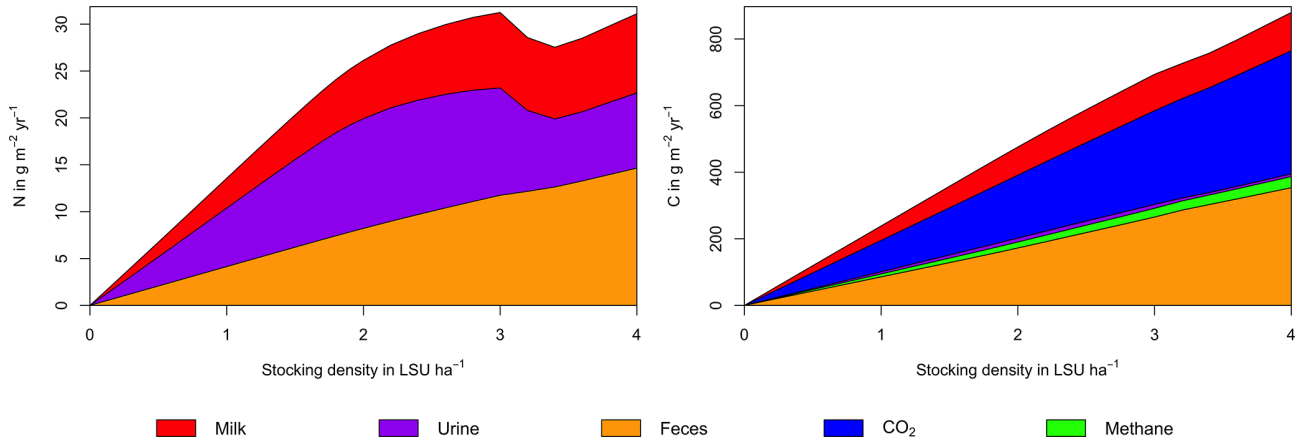 N in g m⁻² yr⁻¹
0
5
10
15
20
25
30
0
1
2
3
4
Stocking density in LSU ha⁻¹
C in g m⁻² yr⁻¹
0
200
400
600
800
0
1
2
3
4
Stocking density in LSU ha⁻¹
Milk
Urine
Feces
CO₂
Methane